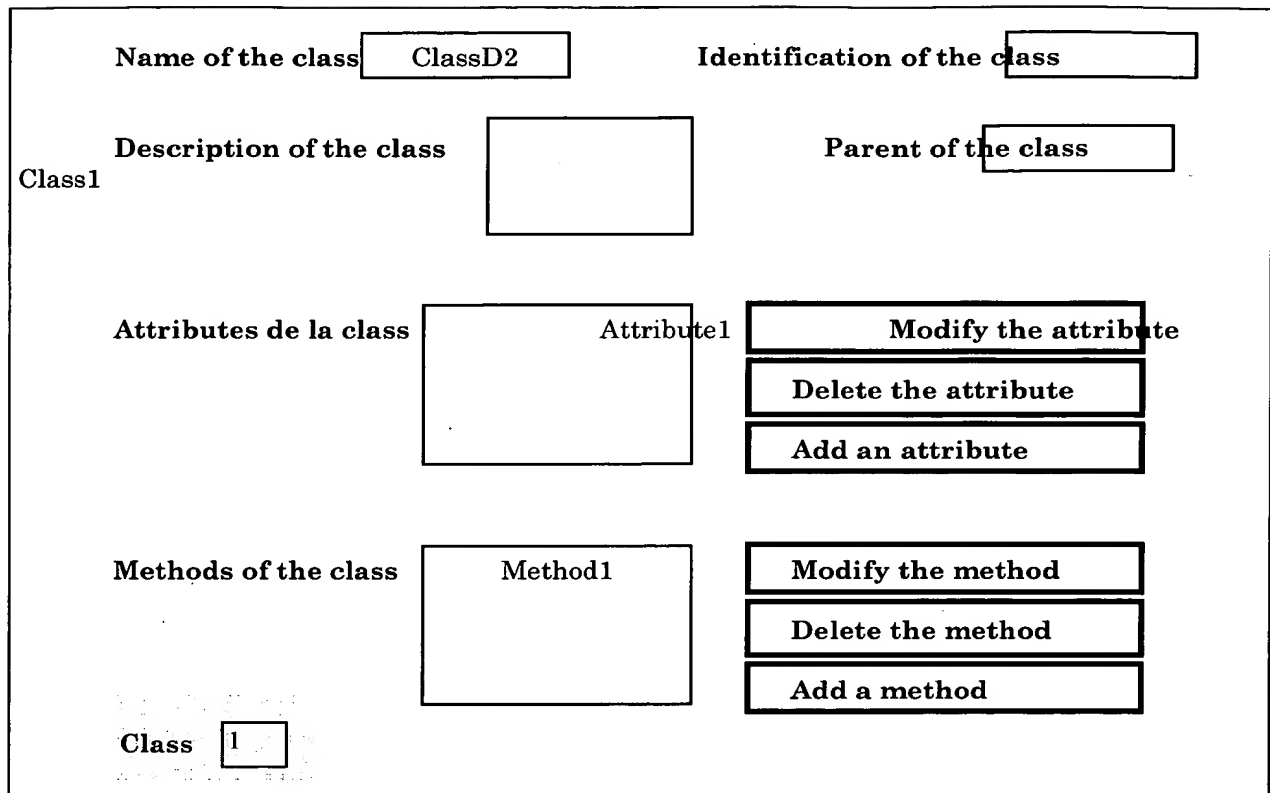 Name of the class ClassD2 Identification of the class
Description of the class Parent of the class
Class1
Attributes de la class Attribute1 Modify the attribute
Delete the attribute
Add an attribute
Methods of the class Method1 Modify the method
Delete the method
Add a method
Class 1